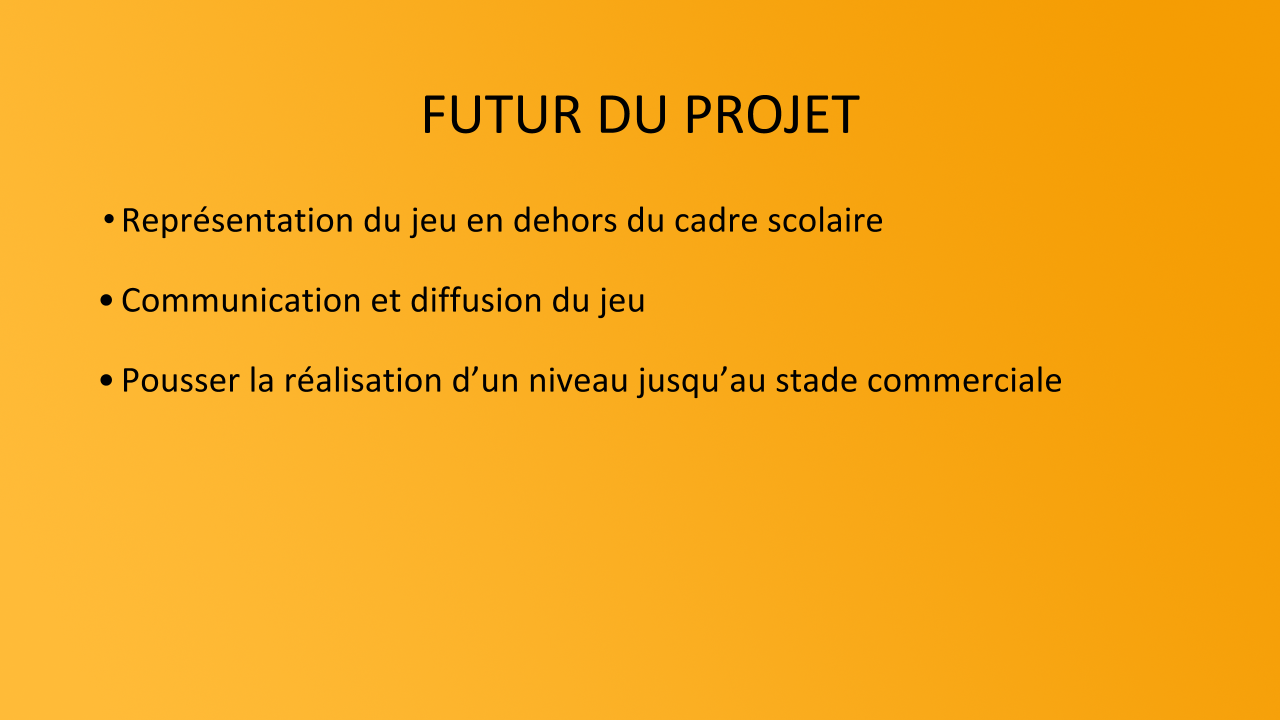 FUTUR DU PROJET
• Représentation du jeu en dehors du cadre scolaire
• Communication et diffusion du jeu
• Pousser la réalisation d’un niveau jusqu’au stade commerciale